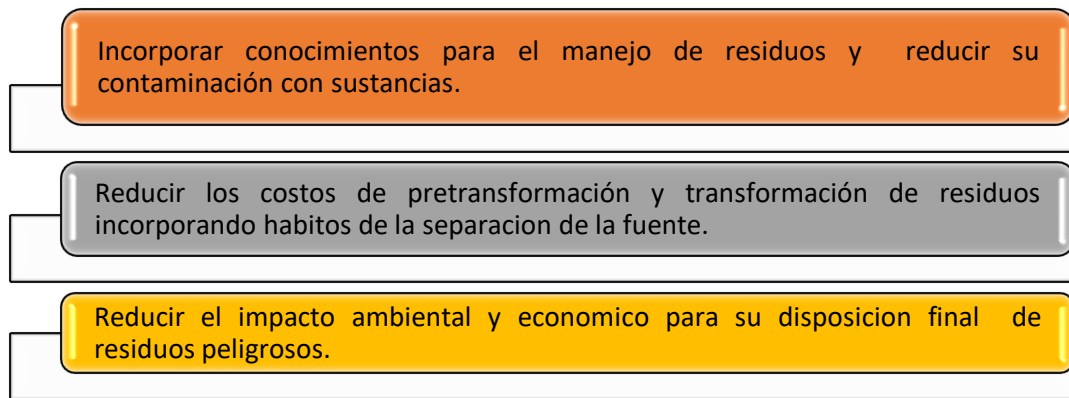 Incorporar conocimientos para el manejo de residuos y reducir su
contaminación con sustancias.
Reducir los costos de pretransformación y transformación de residuos
incorporando habitos de la separacion de la fuente.
Reducir el impacto ambiental y economico para su disposicion final de
residuos peligrosos.